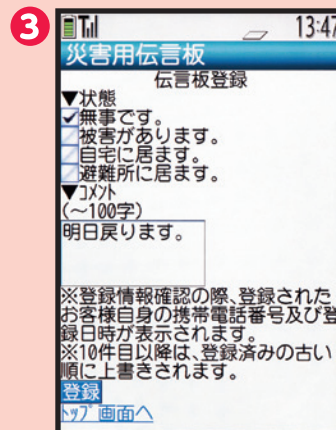 3
13:47
災害用伝言板
伝言板登録
▼状態
無事です。
被害があります。
自宅に居ます。
避難所に居ます。
▼コメント
(～100字)
明日戻ります。
※登録情報確認の際、登録された
お客様自身の携帯電話番号及び登
録日時が表示されます。
※10件目以降は、登録済みの古い
順に上書きされます。
登録
トップ画面へ